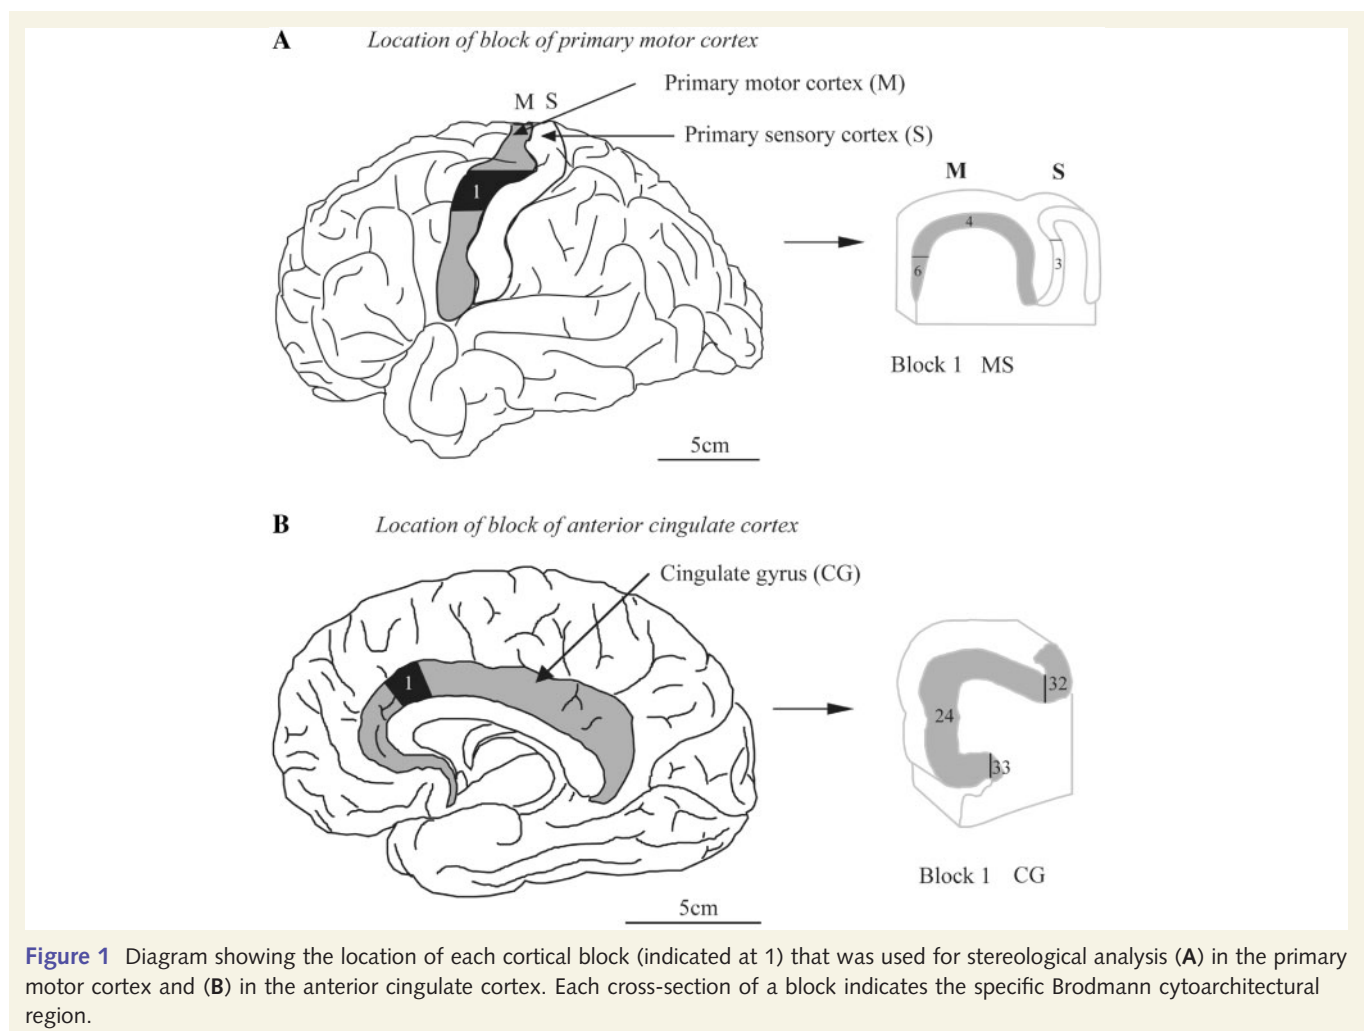 A Location of block of primary motor cortex
Primary motor cortex (M)
M S
Primary sensory cortex (S)
1
M S
4
6
3
Block 1 MS
5cm
B Location of block of anterior cingulate cortex
Cingulate gyrus (CG)
1
32
24
33
Block 1 CG
5cm
Figure 1 Diagram showing the location of each cortical block (indicated at 1) that was used for stereological analysis (A) in the primary
motor cortex and (B) in the anterior cingulate cortex. Each cross-section of a block indicates the specific Brodmann cytoarchitectural
region.